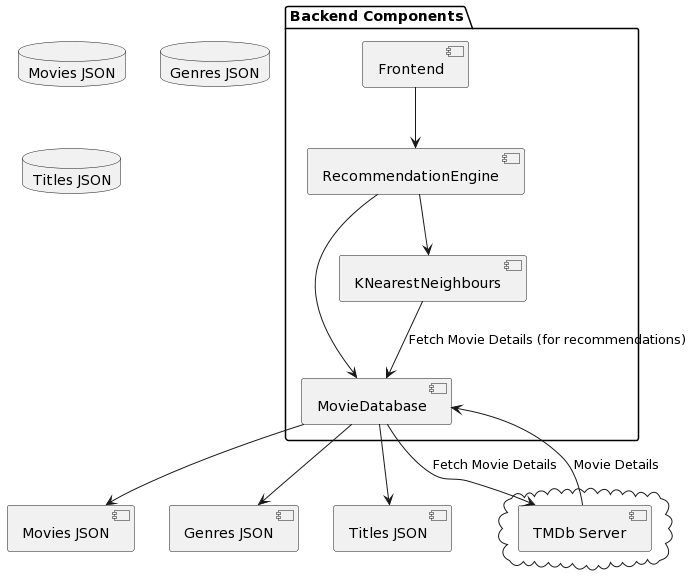 Backend Components
Movies JSON
Genres JSON
Frontend
Titles JSON
RecommendationEngine
KNearestNeighbours
Fetch Movie Details (for recommendations)
MovieDatabase
Fetch Movie Details
Movie Details
Movies JSON
Genres JSON
Titles JSON
TMDb Server